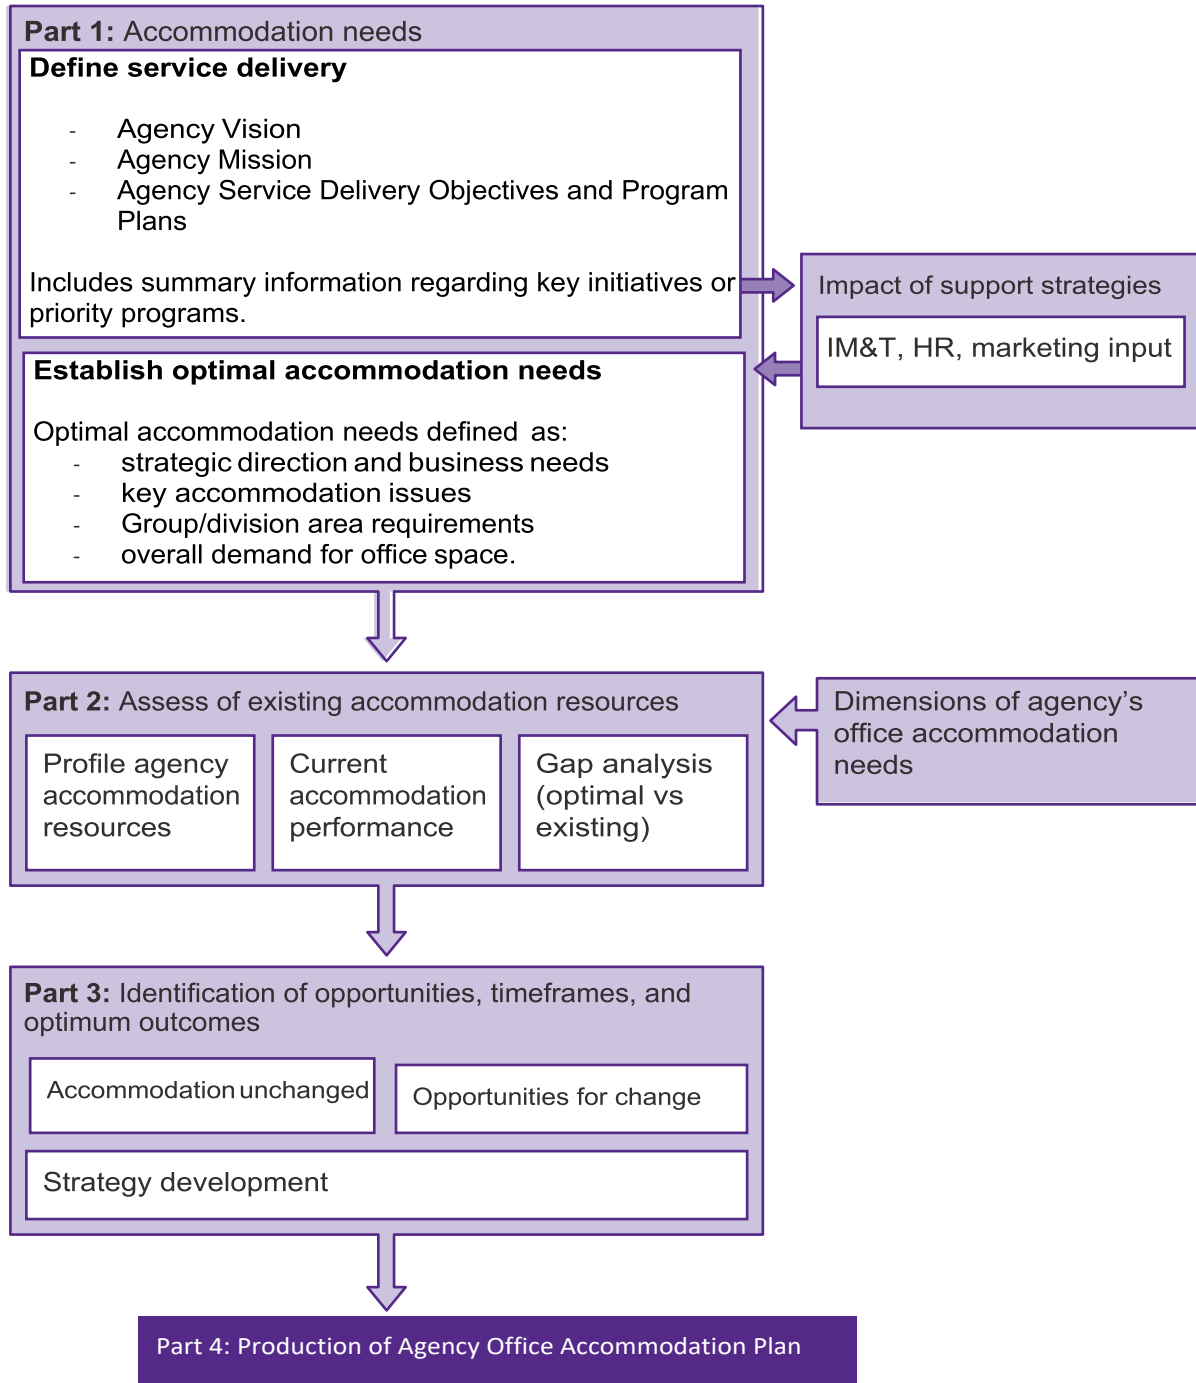 Part 1: Accommodation needs
Define service delivery
- Agency Vision
- Agency Mission
- Agency Service Delivery Objectives and Program
Plans
Includes summary information regarding key initiatives or
priority programs.
Impact of support strategies
IM&T, HR, marketing input
Establish optimal accommodation needs
Optimal accommodation needs defined as:
- strategic direction and business needs
- key accommodation issues
- Group/division area requirements
- overall demand for office space.
Part 2: Assess of existing accommodation resources
Profile agency
accommodation
resources
Current
accommodation
performance
Gap analysis
(optimal vs
existing)
Dimensions of agency’s
office accommodation
needs
Part 3: Identification of opportunities, timeframes, and
optimum outcomes
Accommodation unchanged
Opportunities for change
Strategy development
Part 4: Production of Agency Office Accommodation Plan